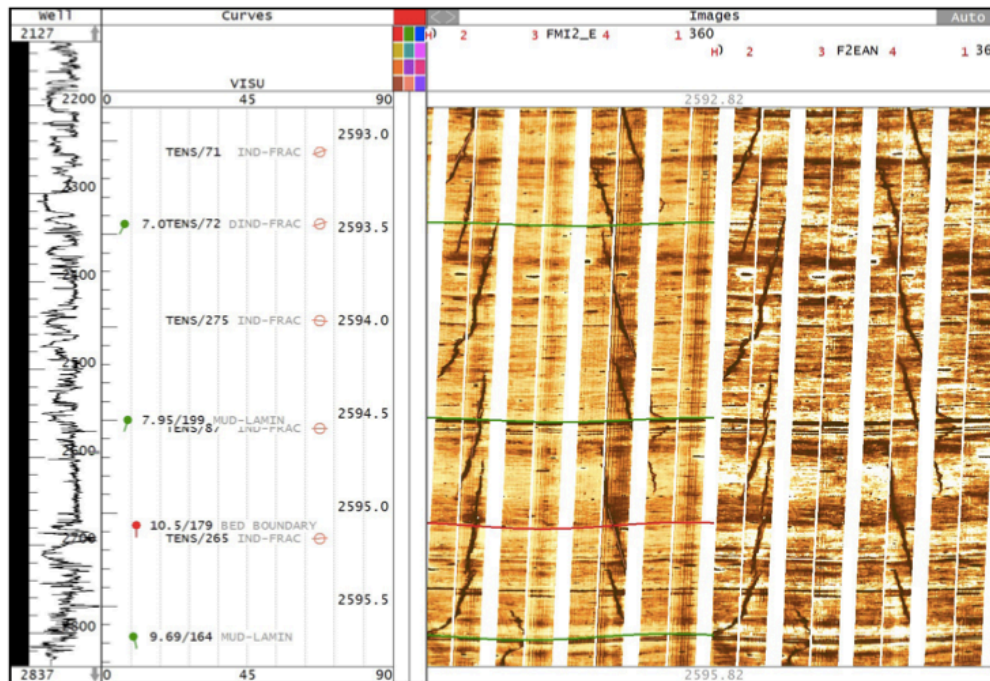 Well Curves Images Auto
2127 H) 2 3 FMI2_E 4 1 360
H) 2 3 F2EAN 4 1 36
VISU
2200 0 45 90 2592.82
2593.0
TENS/71 IND-FRAC
2300
7.0TENS/72 DIND-FRAC 2593.5
2400
TENS/275 IND-FRAC 2594.0
2500
2594.5
7.95/199 MUD-LAMIN
TENS/87 IND-FRAC
2600
2595.0
10.5/179 BED BOUNDARY
TENS/265 IND-FRAC
2700
2595.5
2800
9.69/164 MUD-LAMIN
2837 0 45 90 2595.82